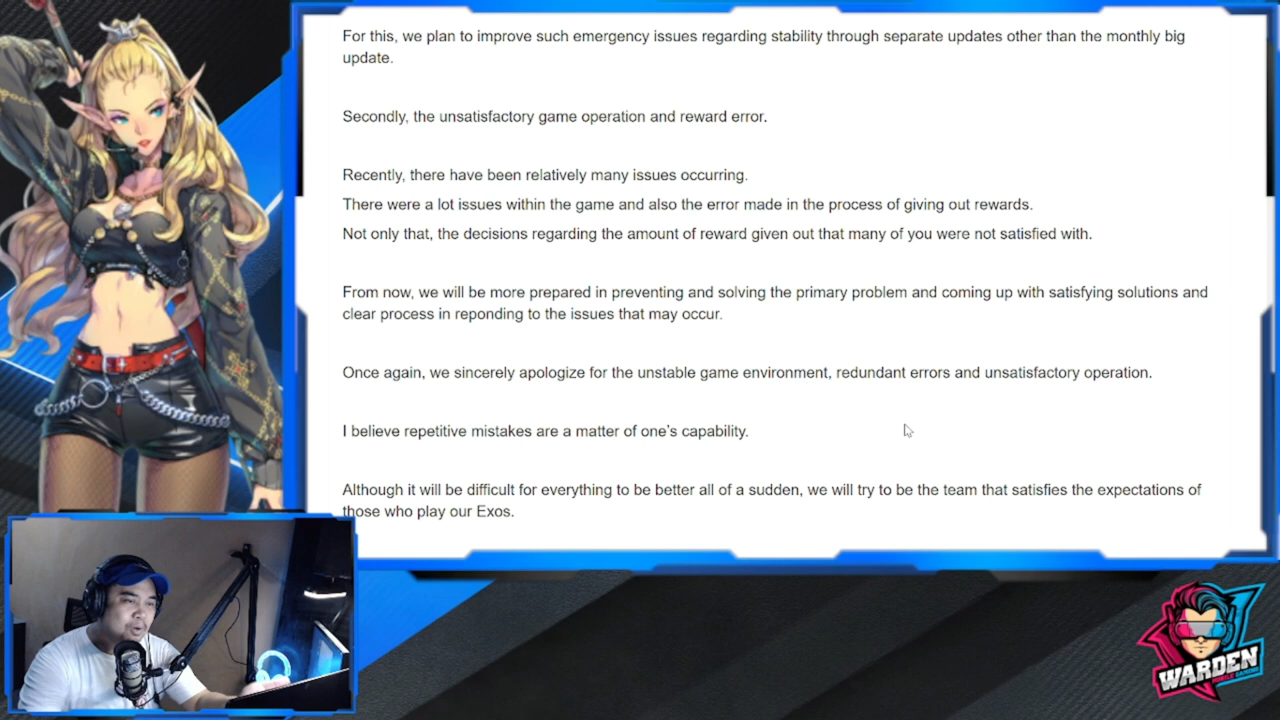 For this, we plan to improve such emergency issues regarding stability through separate updates other than the monthly big
update.
Secondly, the unsatisfactory game operation and reward error.
Recently, there have been relatively many issues occurring.
There were a lot issues within the game and also the error made in the process of giving out rewards.
Not only that, the decisions regarding the amount of reward given out that many of you were not satisfied with.
From now, we will be more prepared in preventing and solving the primary problem and coming up with satisfying solutions and
clear process in reponding to the issues that may occur.
Once again, we sincerely apologize for the unstable game environment, redundant errors and unsatisfactory operation.
I believe repetitive mistakes are a matter of one's capability.
Although it will be difficult for everything to be better all of a sudden, we will try to be the team that satisfies the expectations of
those who play our Exos.
WARDEN
MOBILE GAMING